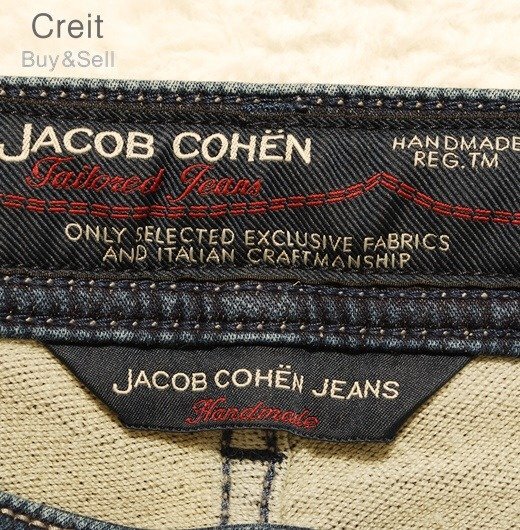 Creit
Buy&Sell
JACOB COHËN
HANDMADE
REG.TM
Tailored Jeans
ONLY SELECTED EXCLUSIVE FABRICS
AND ITALIAN CRAFTMANSHIP
JACOB COHËN JEANS
Handmade